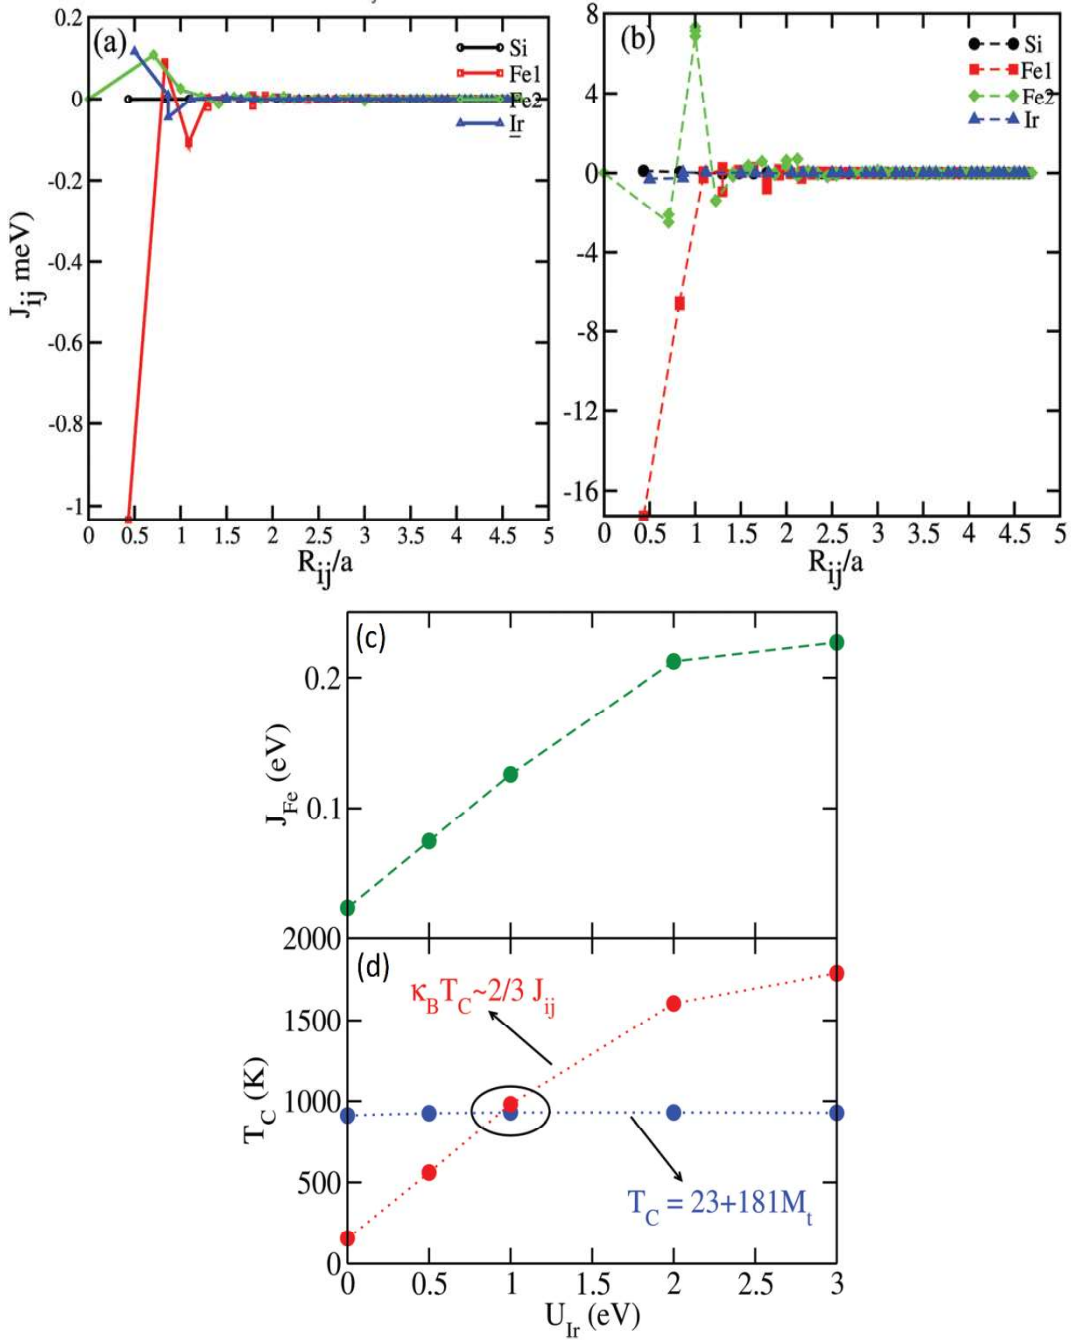 (a)
Si
Fe1
Fe2
Ir
0.2
0
-0.2
-0.4
-0.6
-0.8
-1
J_ij meV)
0 0.5 1 1.5 2 2.5 3 3.5 4 4.5 5
R_ij/a
(b)
Si
Fe1
Fe2
Ir
8
4
0
-4
-8
-12
-16
0 0.5 1 1.5 2 2.5 3 3.5 4 4.5 5
R_ij/a
(c)
0.2
0.1
J_Fe (eV)
(d)
2000
1500
1000
500
0
T_C (K)
κ_B T_C~2/3 J_ij
T_C = 23+181M_t
0 0.5 1 2 3
U_Ir (eV)